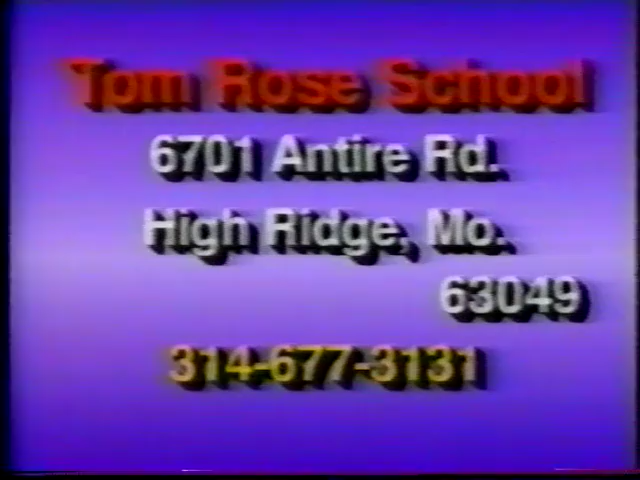 Tom Rose School
6701 Antire Rd.
High Ridge, Mo.
63049
314-677-3131